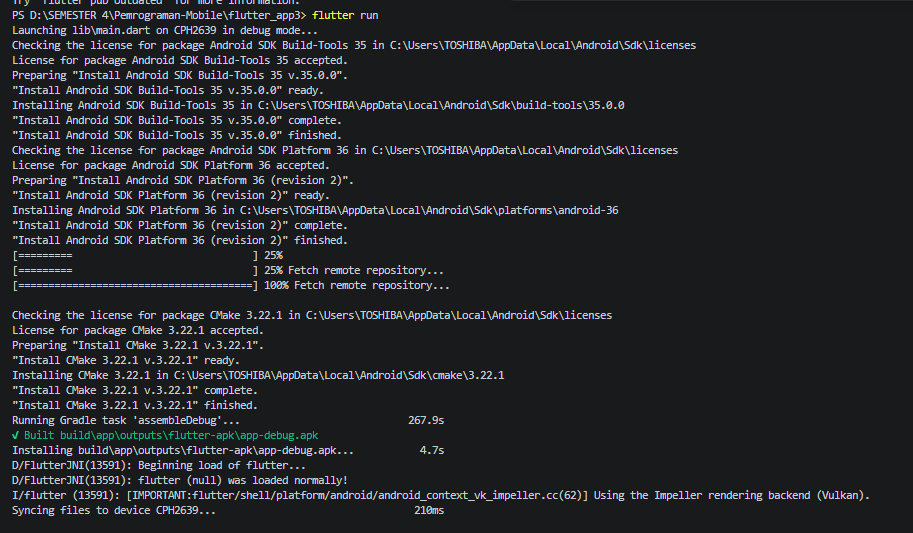 Try `flutter pub outdated` for more information.
PS D:\SEMESTER 4\Pemrograman-Mobile\flutter_app3> flutter run
Launching lib\main.dart on CPH2639 in debug mode...
Checking the license for package Android SDK Build-Tools 35 in C:\Users\TOSHIBA\AppData\Local\Android\Sdk\licenses
License for package Android SDK Build-Tools 35 accepted.
Preparing "Install Android SDK Build-Tools 35 v.35.0.0".
"Install Android SDK Build-Tools 35 v.35.0.0" ready.
Installing Android SDK Build-Tools 35 in C:\Users\TOSHIBA\AppData\Local\Android\Sdk\build-tools\35.0.0
"Install Android SDK Build-Tools 35 v.35.0.0" complete.
"Install Android SDK Build-Tools 35 v.35.0.0" finished.
Checking the license for package Android SDK Platform 36 in C:\Users\TOSHIBA\AppData\Local\Android\Sdk\licenses
License for package Android SDK Platform 36 accepted.
Preparing "Install Android SDK Platform 36 (revision 2)".
"Install Android SDK Platform 36 (revision 2)" ready.
Installing Android SDK Platform 36 in C:\Users\TOSHIBA\AppData\Local\Android\Sdk\platforms\android-36
"Install Android SDK Platform 36 (revision 2)" complete.
"Install Android SDK Platform 36 (revision 2)" finished.
[=========                              ] 25%
[=========                              ] 25% Fetch remote repository...
[=======================================] 100% Fetch remote repository...
Checking the license for package CMake 3.22.1 in C:\Users\TOSHIBA\AppData\Local\Android\Sdk\licenses
License for package CMake 3.22.1 accepted.
Preparing "Install CMake 3.22.1 v.3.22.1".
"Install CMake 3.22.1 v.3.22.1" ready.
Installing CMake 3.22.1 in C:\Users\TOSHIBA\AppData\Local\Android\Sdk\cmake\3.22.1
"Install CMake 3.22.1 v.3.22.1" complete.
"Install CMake 3.22.1 v.3.22.1" finished.
Running Gradle task 'assembleDebug'...                            267.9s
√ Built build\app\outputs\flutter-apk\app-debug.apk
Installing build\app\outputs\flutter-apk\app-debug.apk...           4.7s
D/FlutterJNI(13591): Beginning load of flutter...
D/FlutterJNI(13591): flutter (null) was loaded normally!
I/flutter (13591): [IMPORTANT:flutter/shell/platform/android/android_context_vk_impeller.cc(62)] Using the Impeller rendering backend (Vulkan).
Syncing files to device CPH2639...                                 210ms